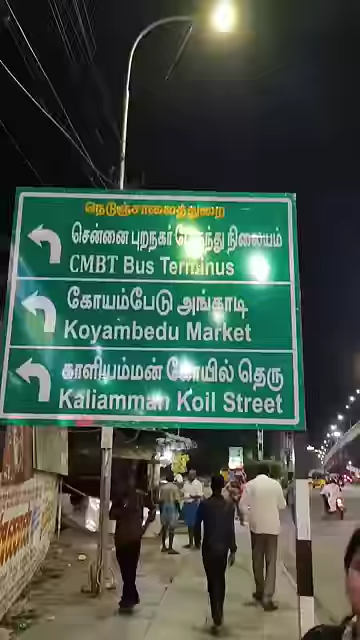 நெடுஞ்சாலைத்துறை
சென்னை புறநகர் பேருந்து நிலையம்
CMBT Bus Terminus
கோயம்பேடு அங்காடி
Koyambedu Market
காளியம்மன் கோயில் தெரு
Kaliamman Koil Street